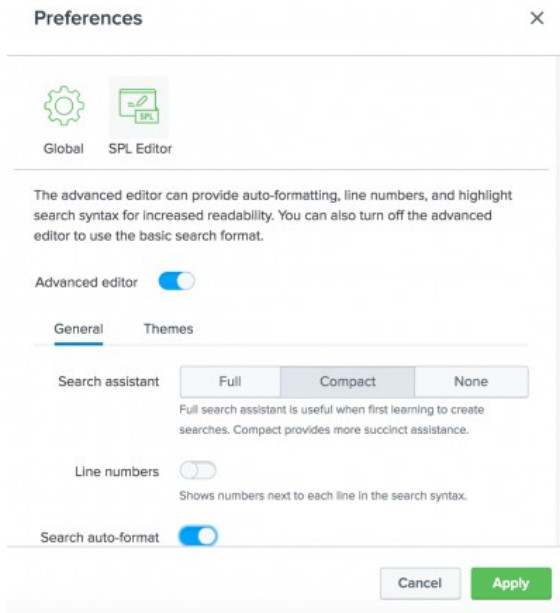 Preferences
SPL
Global
SPL Editor
The advanced editor can provide auto-formatting, line numbers, and highlight
search syntax for increased readability. You can also turn off the advanced
editor to use the basic search format.
Advanced editor
General
Themes
Search assistant
Full
Compact
None
Full search assistant is useful when first learning to create
searches. Compact provides more succinct assistance.
Line numbers
Shows numbers next to each line in the search syntax.
Search auto-format
Cancel
Apply